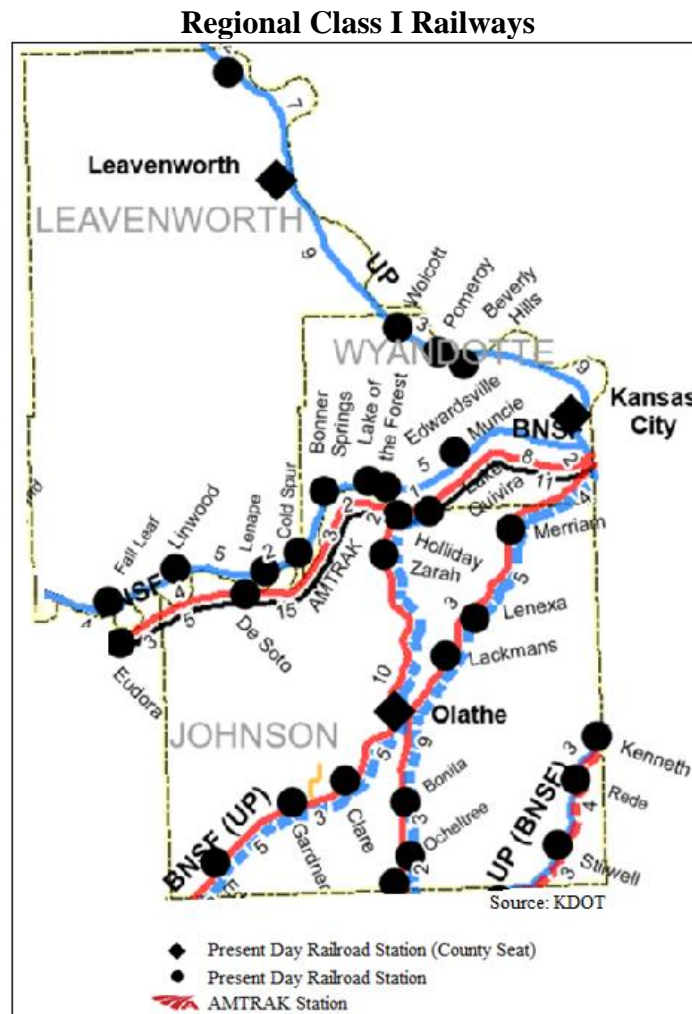 Regional Class I Railways
7
Leavenworth
LEAVENWORTH
9
UP
Wolcott
3
Pomeroy
Beverly
Hills
WYANDOTTE
9
Kansas
City
Bonner
Springs
Lake of
the Forest
Edwardsville
Muncie
BNSF
5
8
2
11
1
Lake
Quivira
4
2
2
3
Holliday
Merriam
Zarah
AMTRAK
Cold Spur
Lenape
2
Linwood
5
Fall Leaf
4
4
5
3
15
De Soto
Eudora
5
3
Lenexa
Lackmans
10
Olathe
JOHNSON
5
9
Bonita
3
Ocheltree
2
Clare
3
Gardner
5
BNSF (UP)
UP (BNSF)
3
Kenneth
Rede
4
Stilwell
3
Source: KDOT
Present Day Railroad Station (County Seat)
Present Day Railroad Station
AMTRAK Station